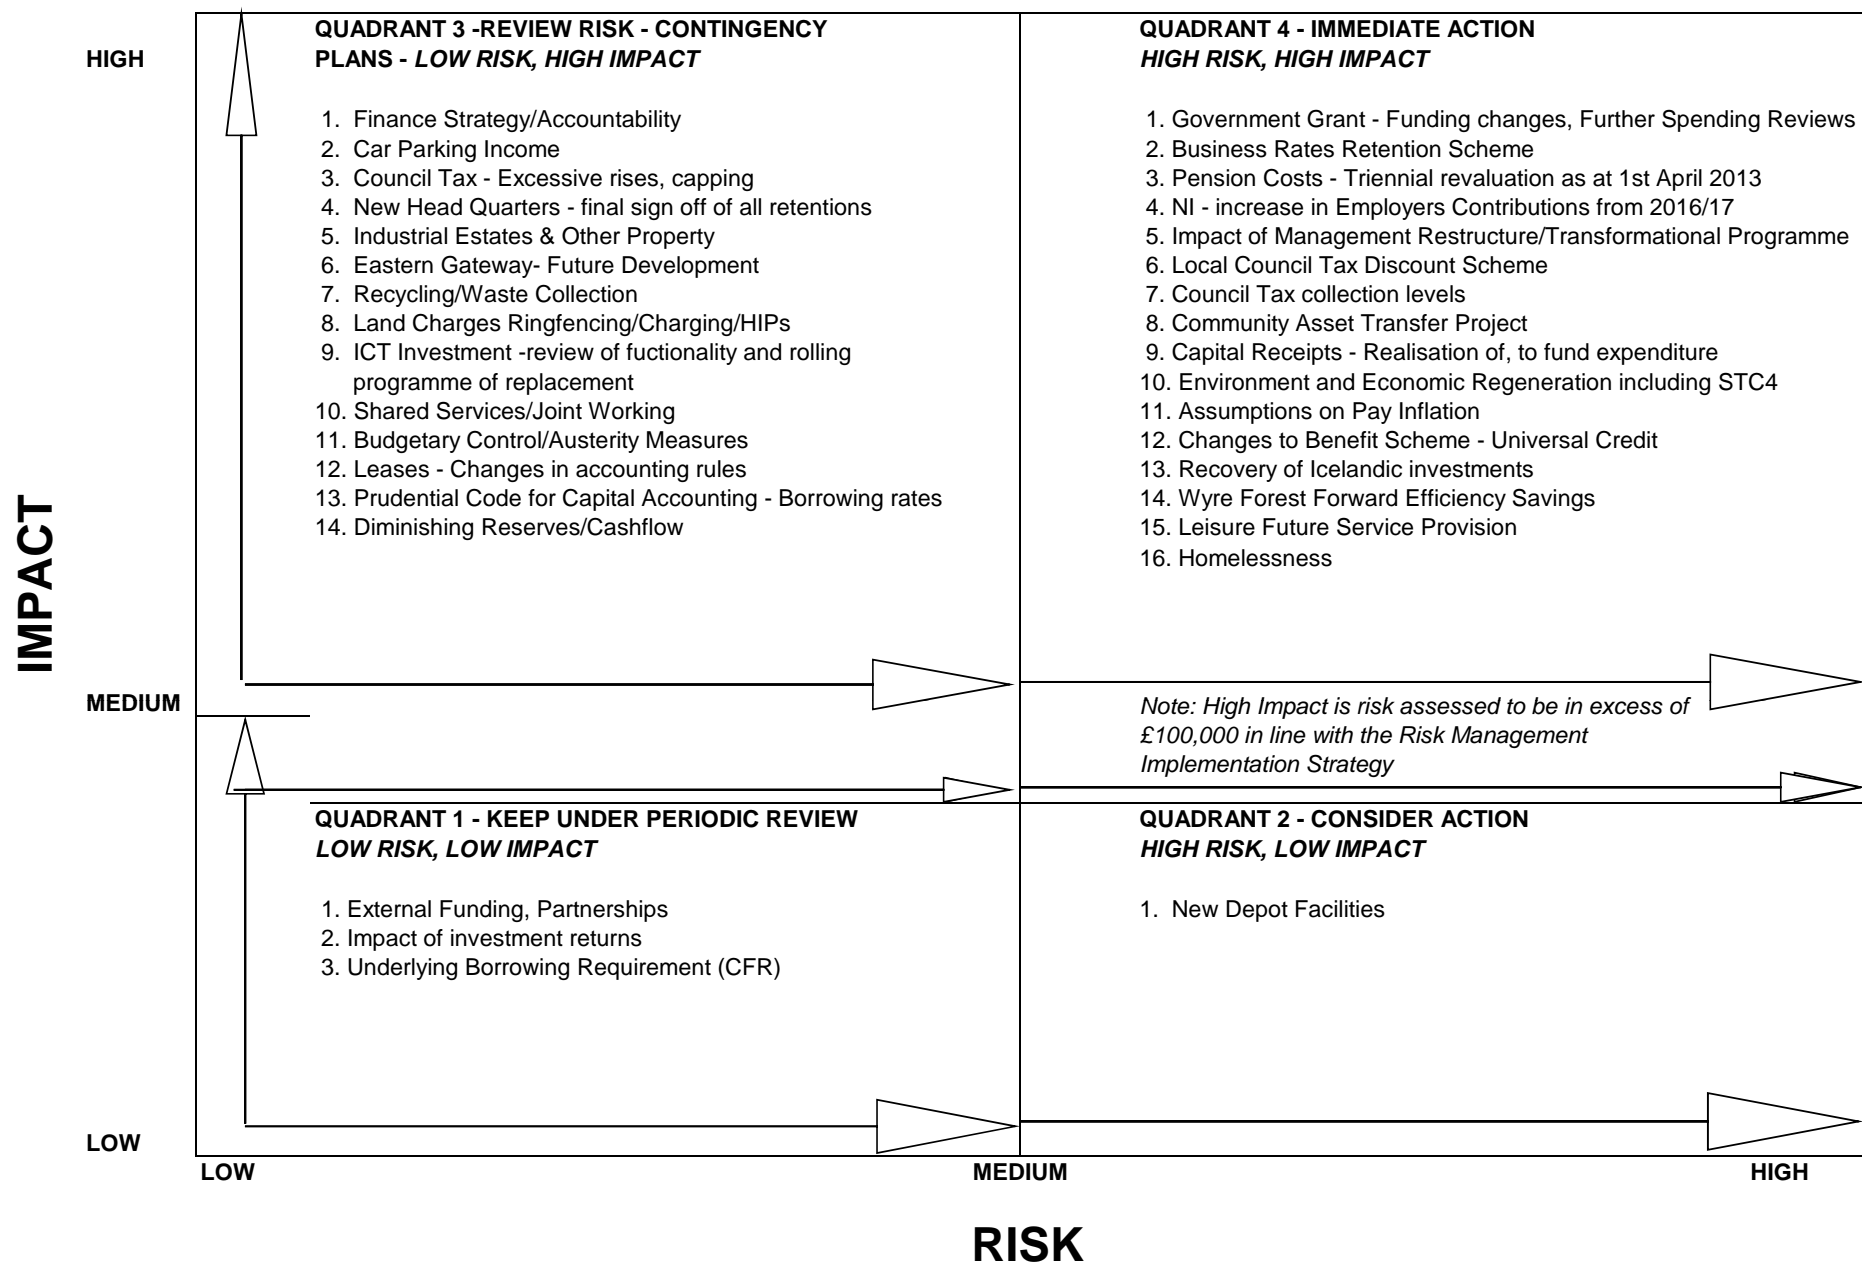 QUADRANT 3 -REVIEW RISK - CONTINGENCY
PLANS - LOW RISK, HIGH IMPACT
1. Finance Strategy/Accountability
2. Car Parking Income
3. Council Tax - Excessive rises, capping
4. New Head Quarters - final sign off of all retentions
5. Industrial Estates & Other Property
6. Eastern Gateway- Future Development
7. Recycling/Waste Collection
8. Land Charges Ringfencing/Charging/HIPs
9. ICT Investment -review of fuctionality and rolling
programme of replacement
10. Shared Services/Joint Working
11. Budgetary Control/Austerity Measures
12. Leases - Changes in accounting rules
13. Prudential Code for Capital Accounting - Borrowing rates
14. Diminishing Reserves/Cashflow
QUADRANT 4 - IMMEDIATE ACTION
HIGH RISK, HIGH IMPACT
1. Government Grant - Funding changes, Further Spending Reviews
2. Business Rates Retention Scheme
3. Pension Costs - Triennial revaluation as at 1st April 2013
4. NI - increase in Employers Contributions from 2016/17
5. Impact of Management Restructure/Transformational Programme
6. Local Council Tax Discount Scheme
7. Council Tax collection levels
8. Community Asset Transfer Project
9. Capital Receipts - Realisation of, to fund expenditure
10. Environment and Economic Regeneration including STC4
11. Assumptions on Pay Inflation
12. Changes to Benefit Scheme - Universal Credit
13. Recovery of Icelandic investments
14. Wyre Forest Forward Efficiency Savings
15. Leisure Future Service Provision
16. Homelessness
Note: High Impact is risk assessed to be in excess of
£100,000 in line with the Risk Management
Implementation Strategy
QUADRANT 1 - KEEP UNDER PERIODIC REVIEW
LOW RISK, LOW IMPACT
1. External Funding, Partnerships
2. Impact of investment returns
3. Underlying Borrowing Requirement (CFR)
QUADRANT 2 - CONSIDER ACTION
HIGH RISK, LOW IMPACT
1. New Depot Facilities
HIGH
MEDIUM
LOW
IMPACT
LOW
MEDIUM
HIGH
RISK